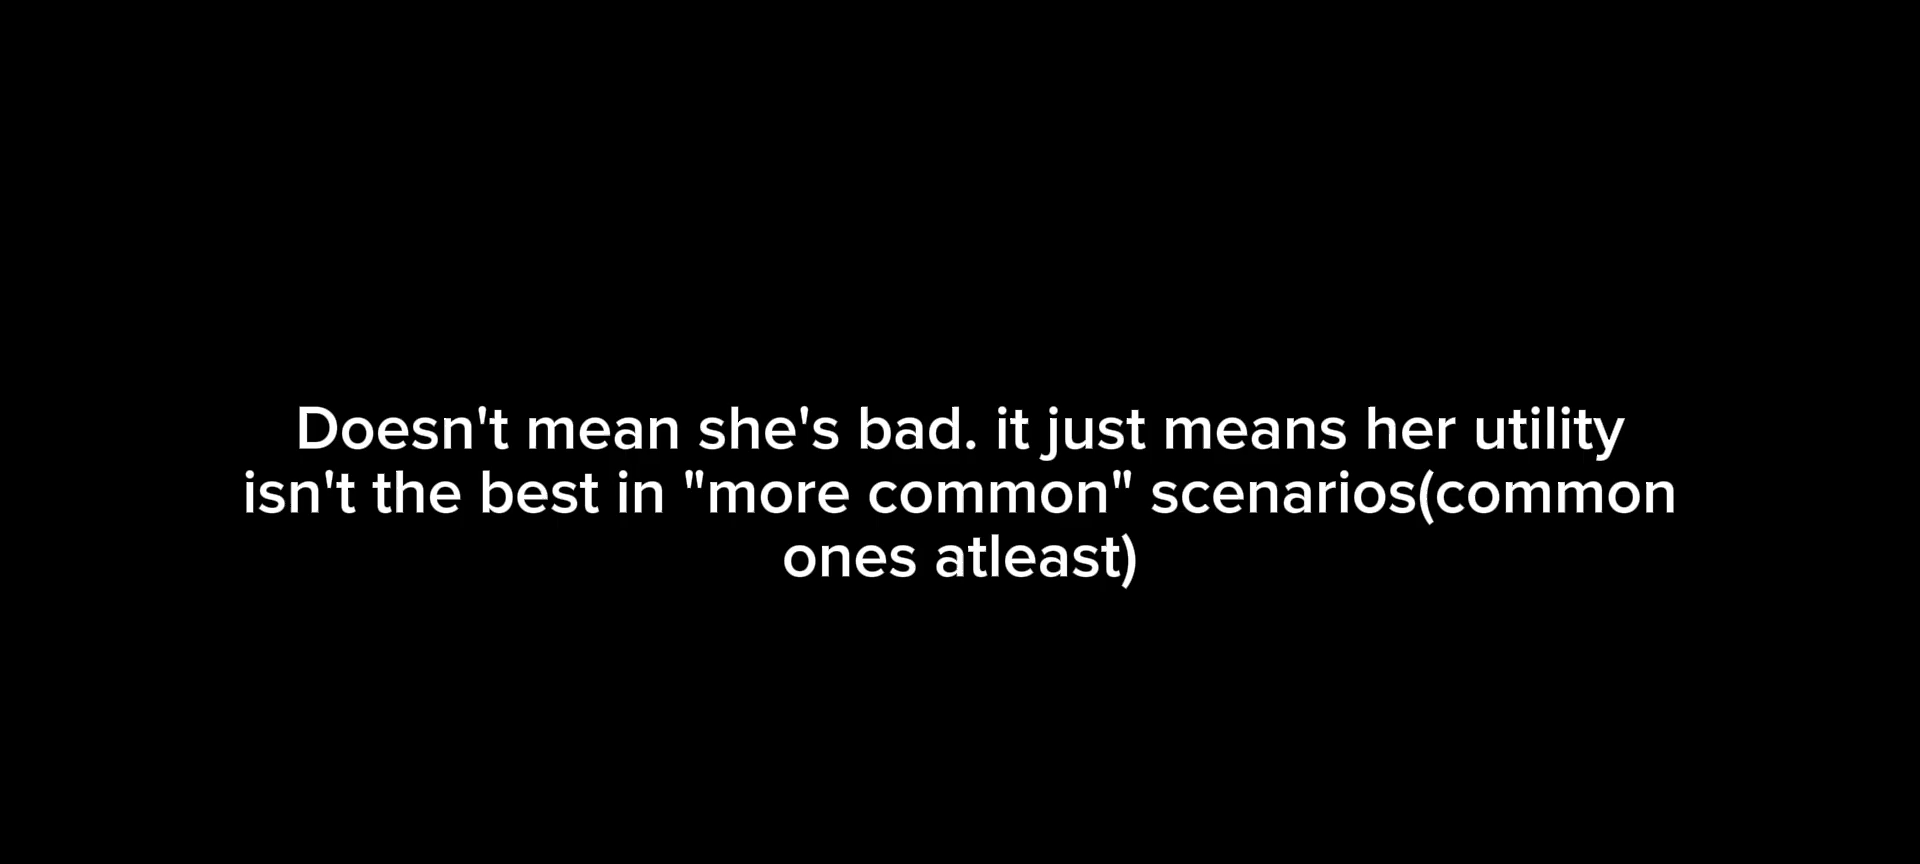 Doesn't mean she's bad. it just means her utility
isn't the best in "more common" scenarios(common
ones atleast)